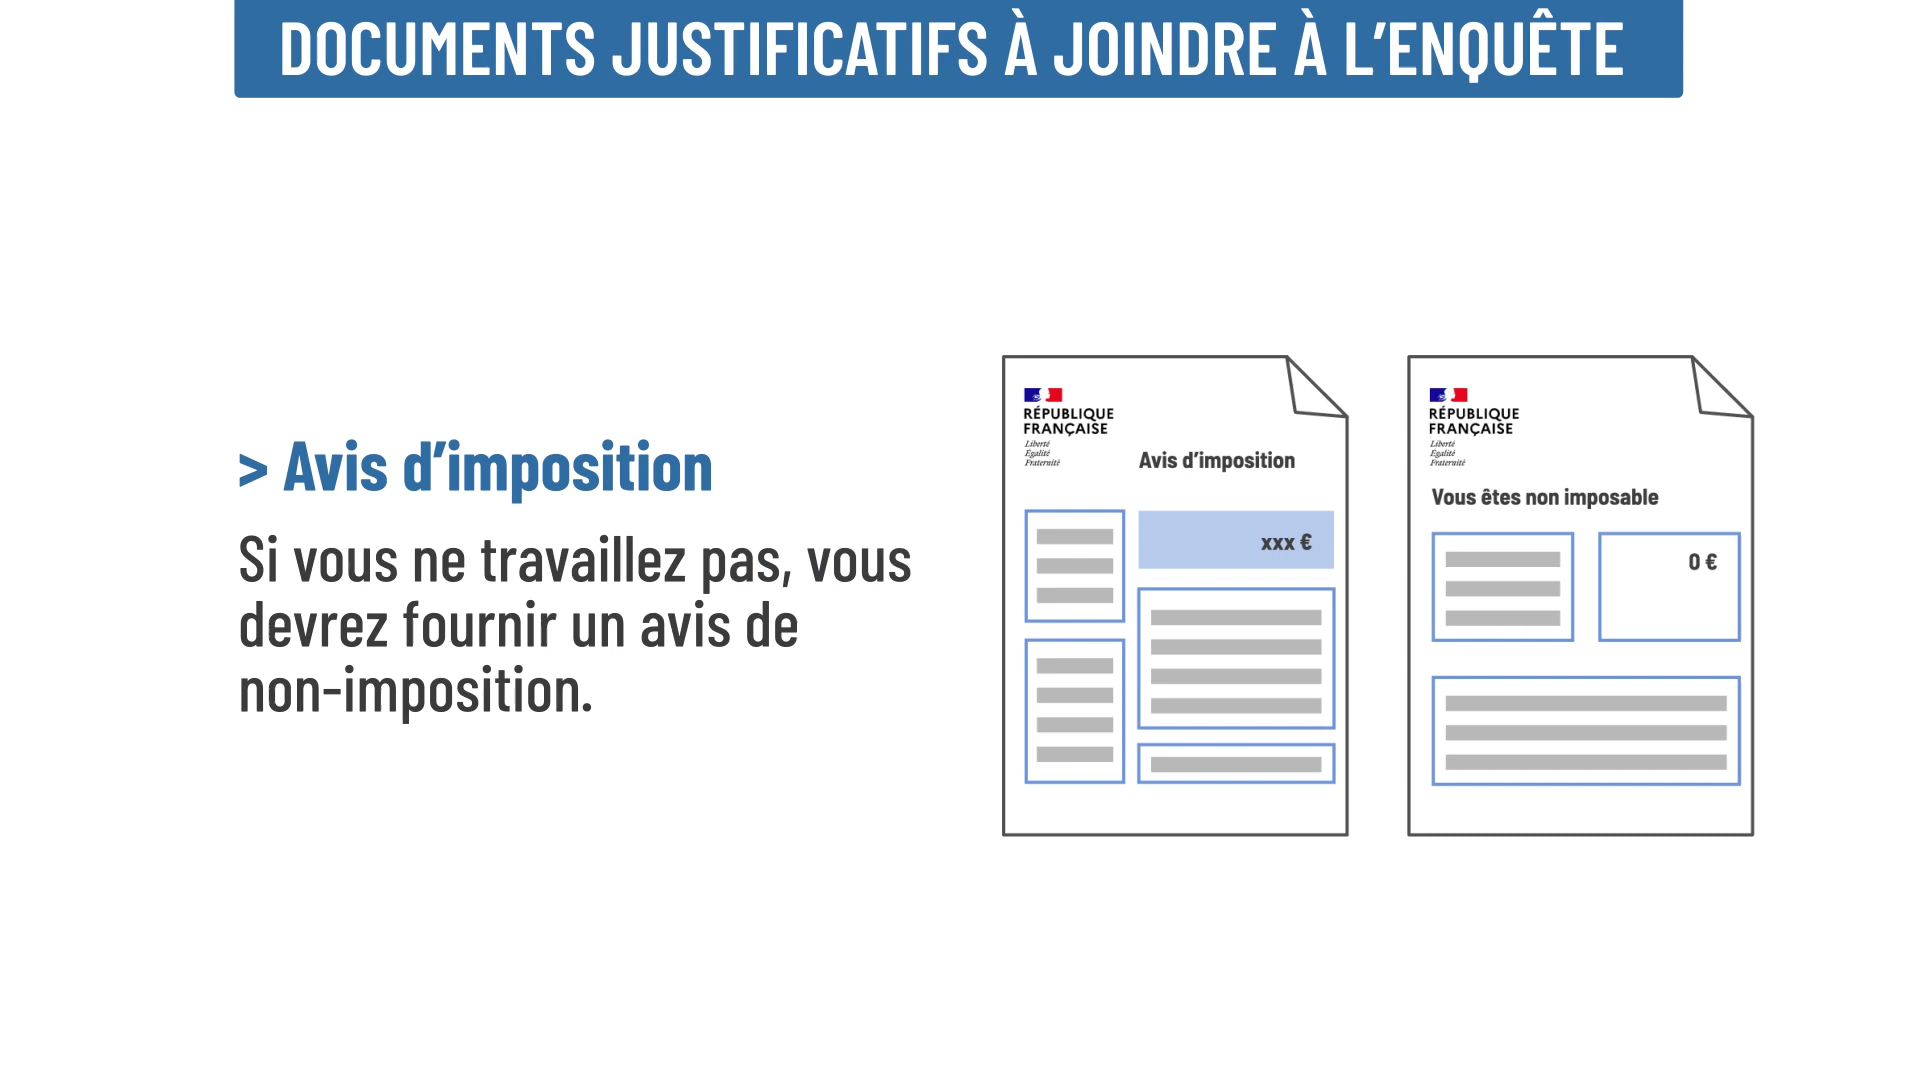 DOCUMENTS JUSTIFICATIFS À JOINDRE À L’ENQUÊTE
> Avis d’imposition
Si vous ne travaillez pas, vous
devrez fournir un avis de
non-imposition.
RÉPUBLIQUE
FRANÇAISE
Liberté
Égalité
Fraternité
Avis d’imposition
xxx €
RÉPUBLIQUE
FRANÇAISE
Liberté
Égalité
Fraternité
Vous êtes non imposable
0 €